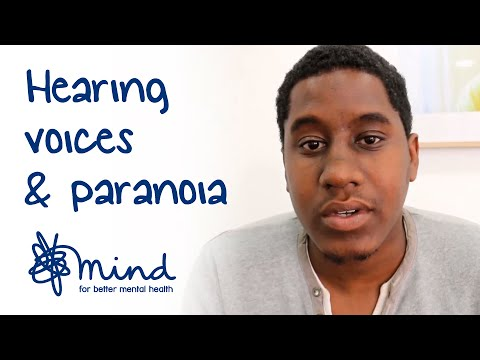 Hearing
voices
& paranoia
mind
for better mental health